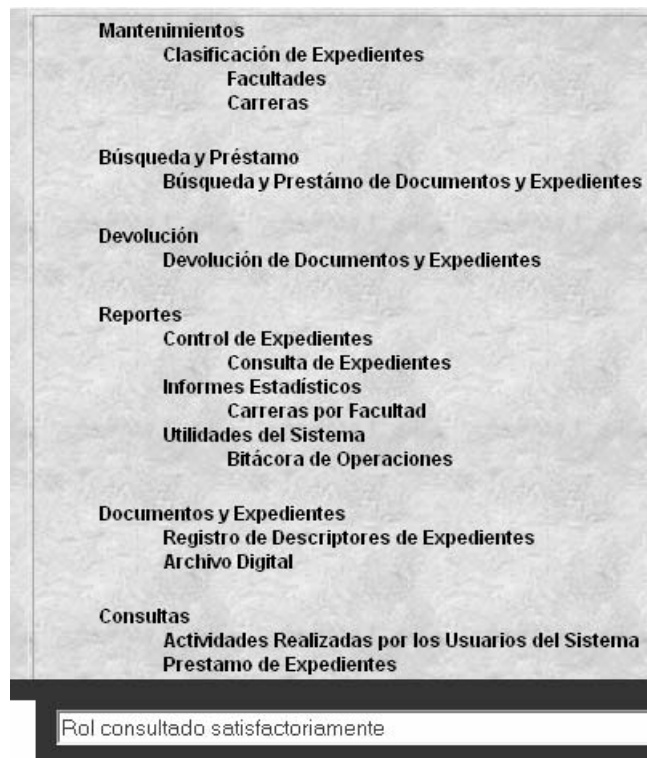 Mantenimientos
Clasificación de Expedientes
Facultades
Carreras
Búsqueda y Préstamo
Búsqueda y Prestámo de Documentos y Expedientes
Devolución
Devolución de Documentos y Expedientes
Reportes
Control de Expedientes
Consulta de Expedientes
Informes Estadísticos
Carreras por Facultad
Utilidades del Sistema
Bitácora de Operaciones
Documentos y Expedientes
Registro de Descriptores de Expedientes
Archivo Digital
Consultas
Actividades Realizadas por los Usuarios del Sistema
Prestamo de Expedientes
Rol consultado satisfactoriamente